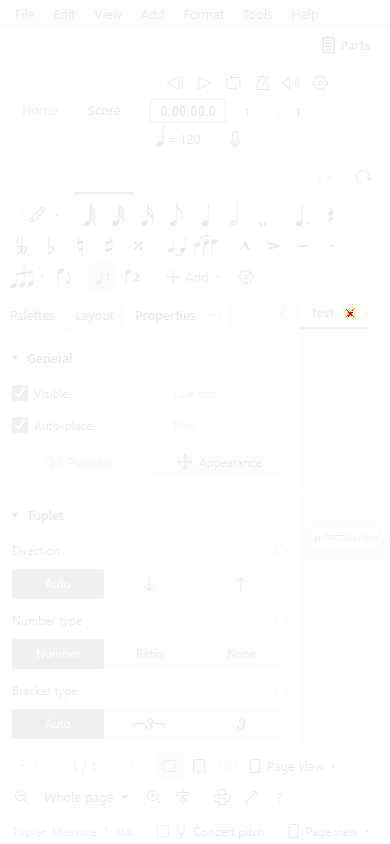 File Edit View Add Format Tools Help
Parts
Home Score 0:00:00.0 1 . 1
= 120
3 1 2 Add
Palettes Layout Properties ··· test
General
Visible Cue size
Auto-place Play
Playback Appearance
Tuplet
Direction
Auto
Number type
Number Ratio None
Bracket type
Auto 3 3
1 / 1 Page view
Whole page ?
Tuplet; Measure: 1; Sta... Concert pitch Page view